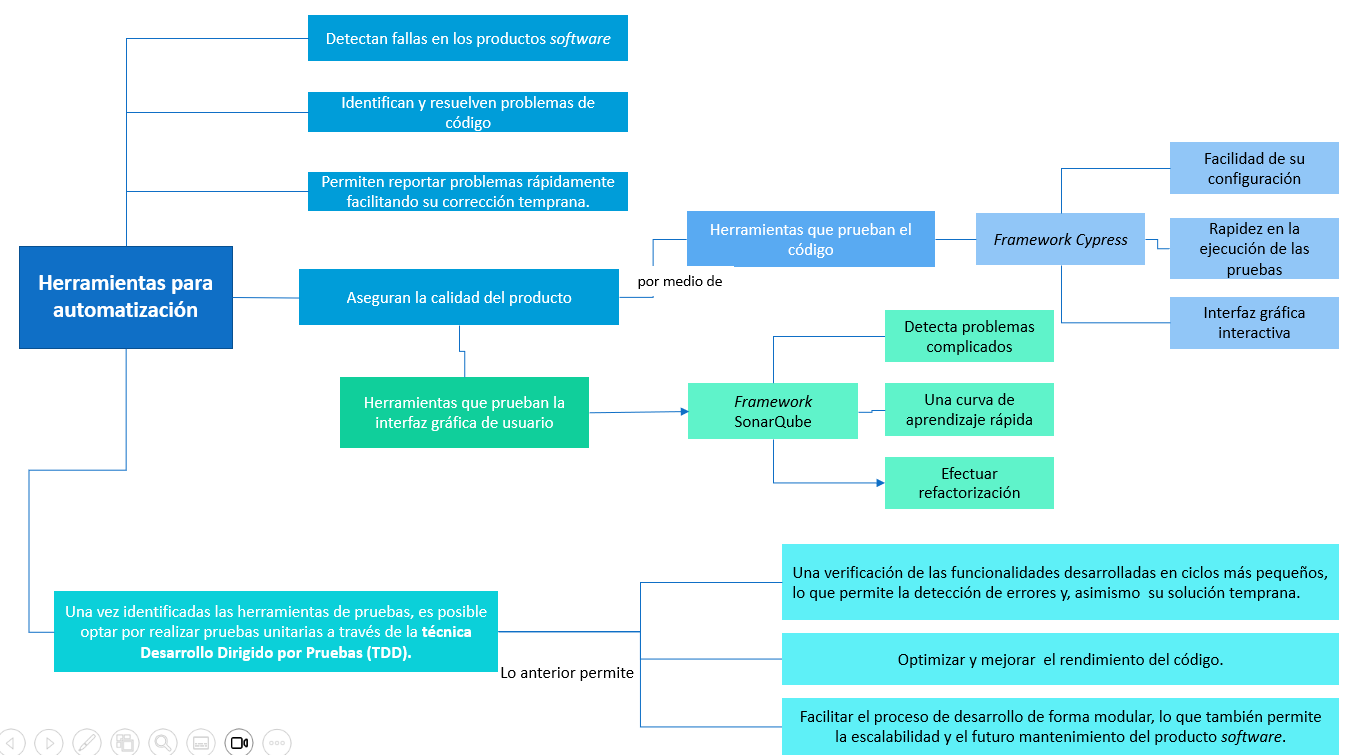 Detectan fallas en los productos software
Identifican y resuelven problemas de
código
Permiten reportar problemas rápidamente
facilitando su corrección temprana.
Herramientas para
automatización
Aseguran la calidad del producto
por medio de
Herramientas que prueban el
código
Framework Cypress
Facilidad de su
configuración
Rapidez en la
ejecución de las
pruebas
Interfaz gráfica
interactiva
Herramientas que prueban la
interfaz gráfica de usuario
Framework
SonarQube
Detecta problemas
complicados
Una curva de
aprendizaje rápida
Efectuar
refactorización
Una vez identificadas las herramientas de pruebas, es posible
optar por realizar pruebas unitarias a través de la técnica
Desarrollo Dirigido por Pruebas (TDD).
Lo anterior permite
Una verificación de las funcionalidades desarrolladas en ciclos más pequeños,
lo que permite la detección de errores y, asimismo  su solución temprana.
Optimizar y mejorar  el rendimiento del código.
Facilitar el proceso de desarrollo de forma modular, lo que también permite
la escalabilidad y el futuro mantenimiento del producto software.